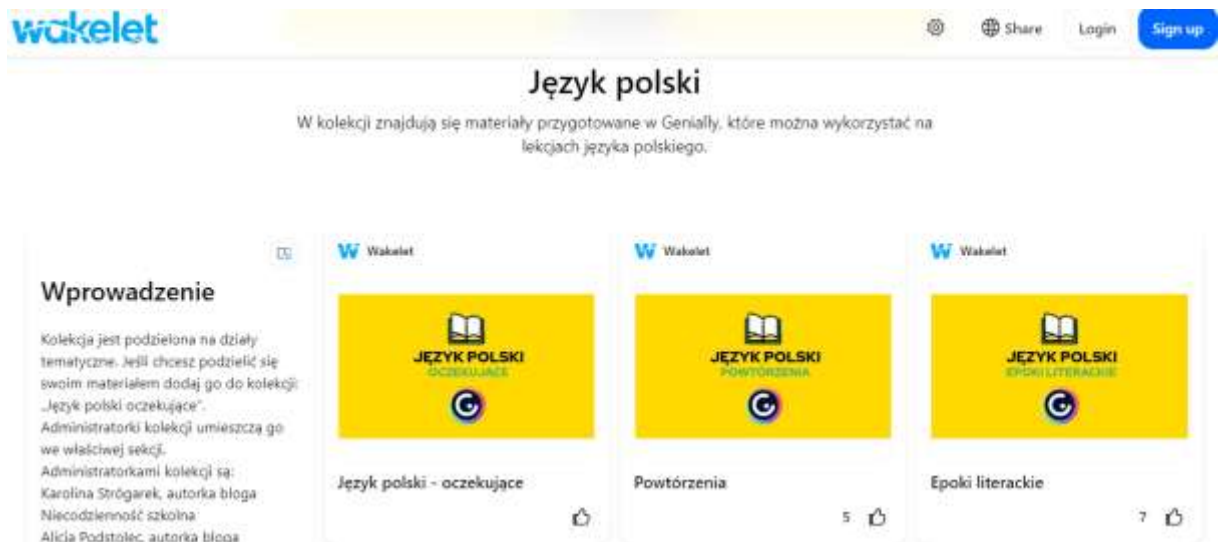 wakelet
Share
Login
Sign up
Język polski
W kolekcji znajdują się materiały przygotowane w Genially, które można wykorzystać na
lekcjach języka polskiego.
Wprowadzenie
Kolekcja jest podzielona na działy
tematyczne. Jeśli chcesz podzielić się
swoim materiałem dodaj go do kolekcji:
„Język polski oczekujące".
Administratorki kolekcji umieszczą go
we właściwej sekcji.
Administratorkami kolekcji są:
Karolina Strógarek, autorka bloga
Niecodzienność szkolna
Alicja Podstolec, autorka bloga
Wakelet
JĘZYK POLSKI
OCZEKUJĄCE
Język polski - oczekujące
Wakelet
JĘZYK POLSKI
POWTÓRZENIA
Powtórzenia
5
Wakelet
JĘZYK POLSKI
EPOKI LITERACKIE
Epoki literackie
7